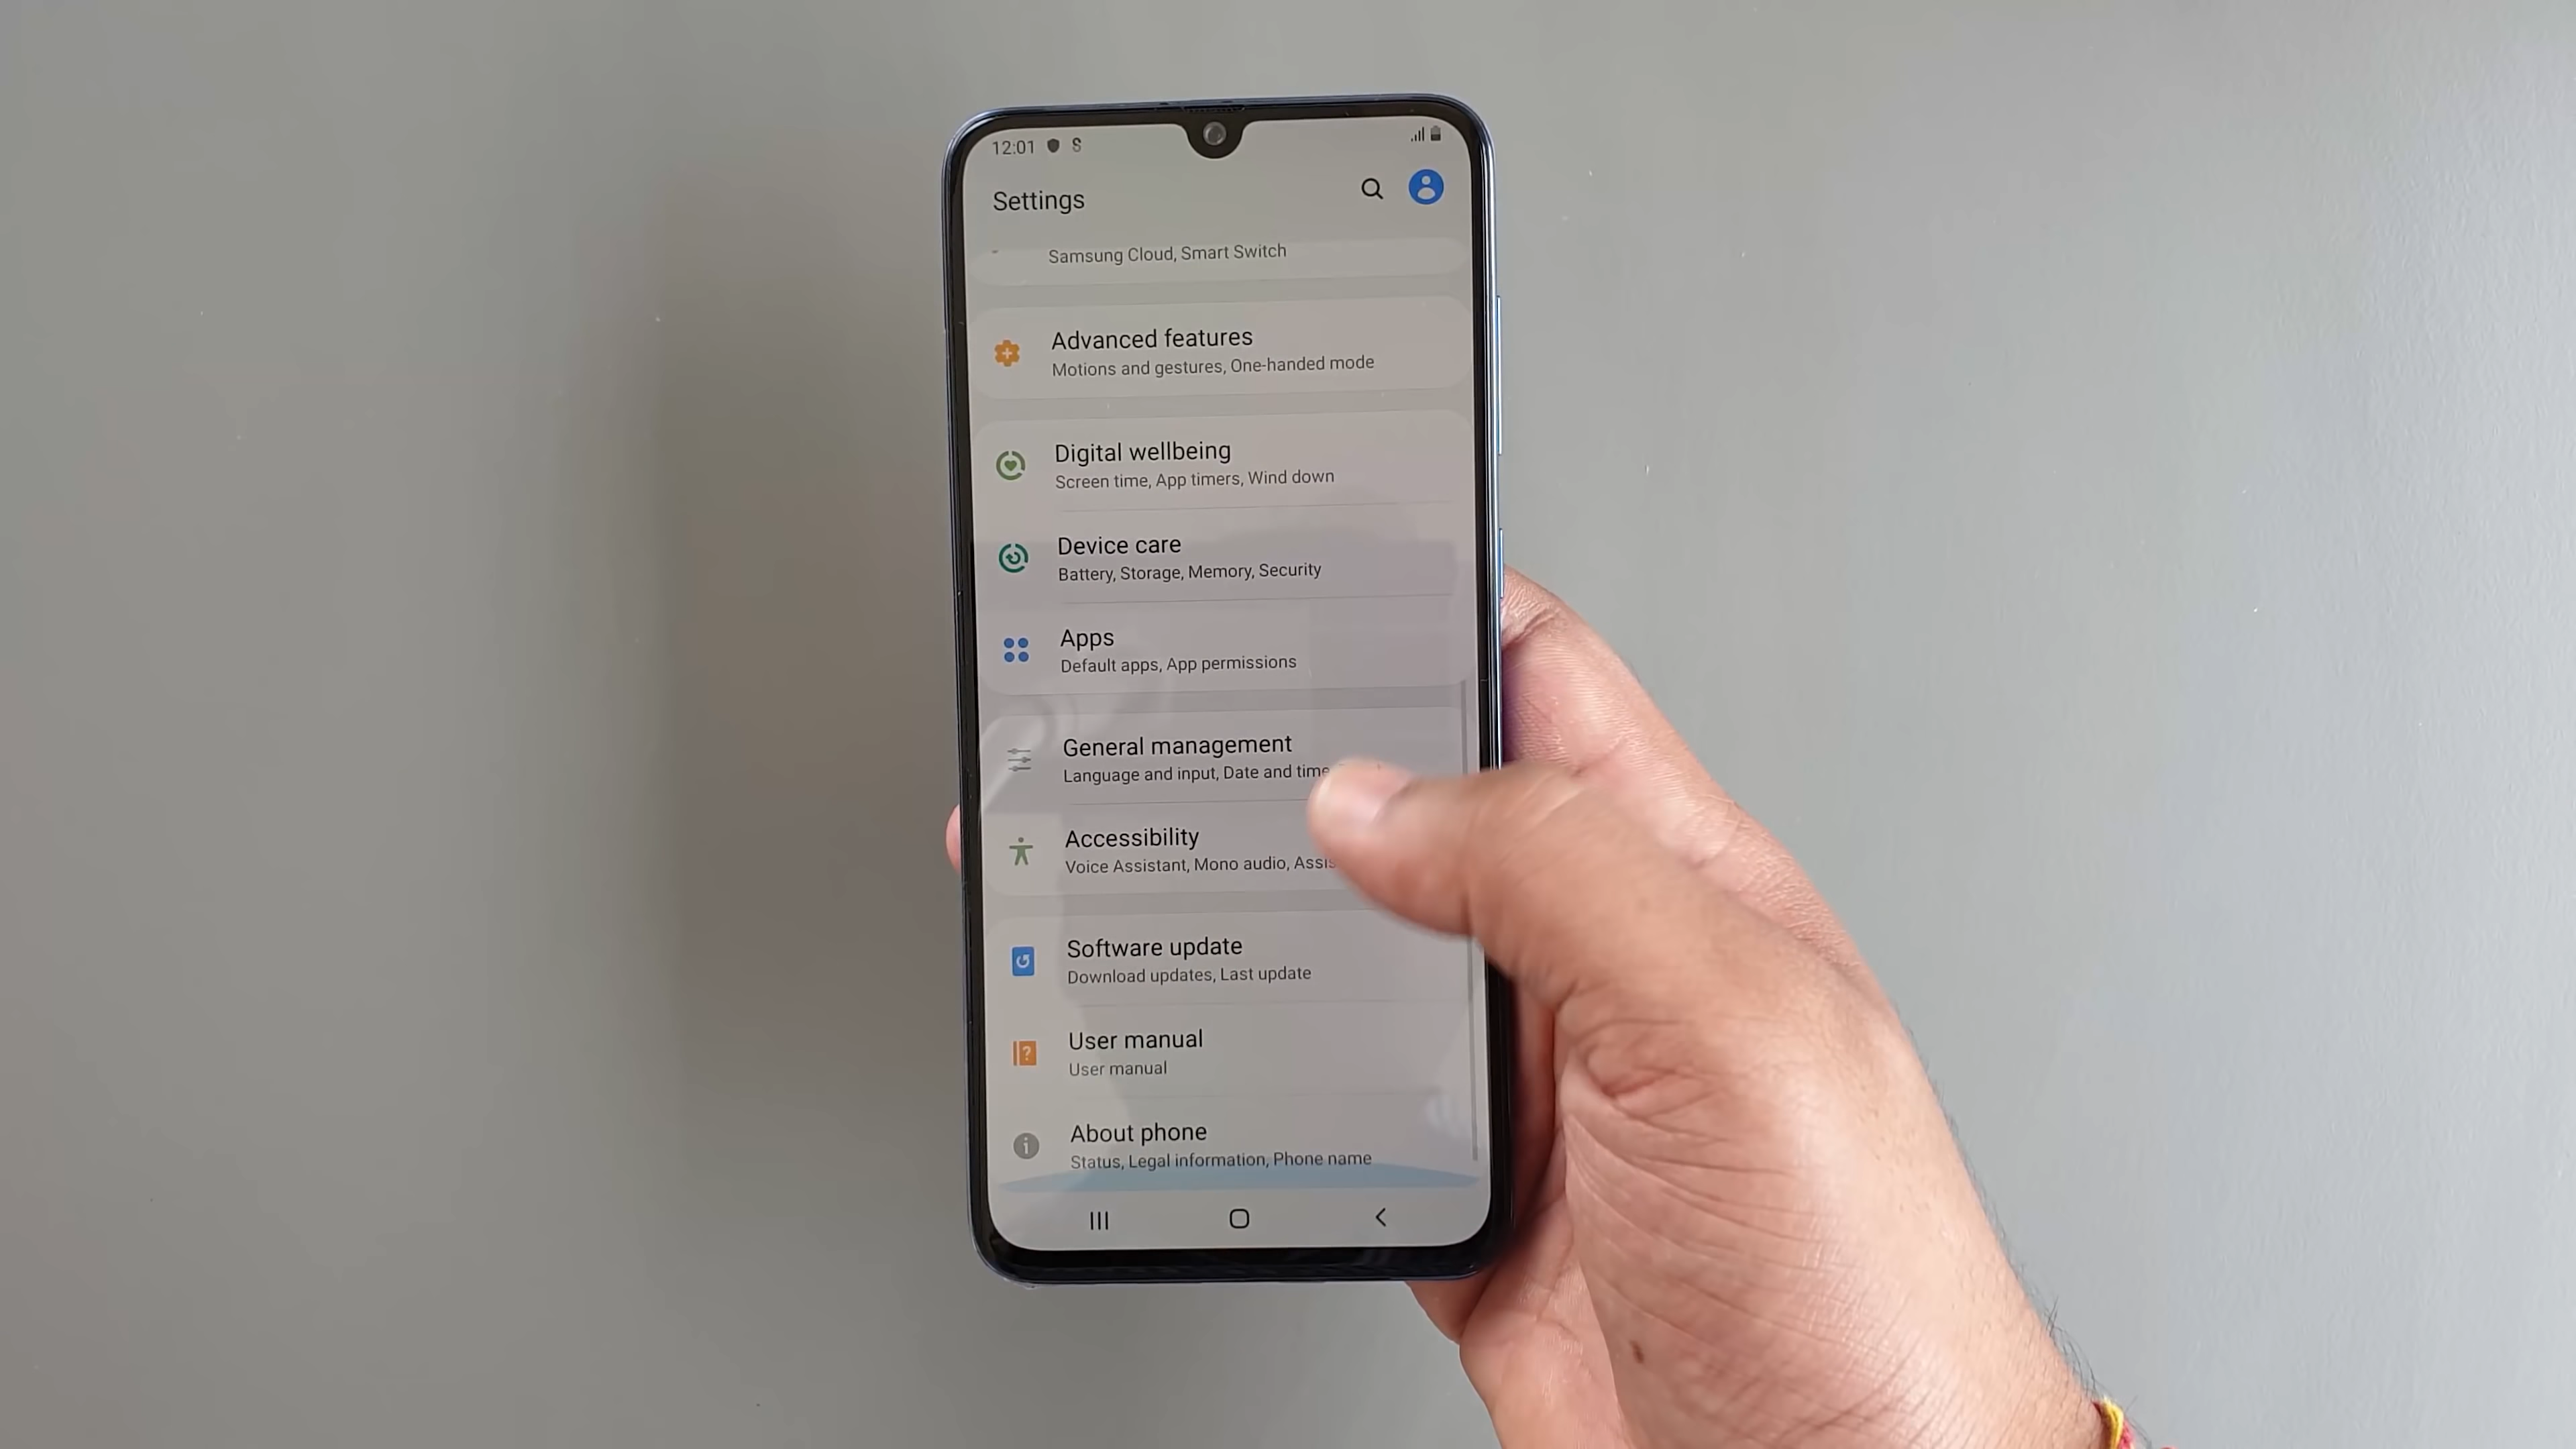 12:01
Settings
Samsung Cloud, Smart Switch
Advanced features
Motions and gestures, One-handed mode
Digital wellbeing
Screen time, App timers, Wind down
Device care
Battery, Storage, Memory, Security
Apps
Default apps, App permissions
General management
Language and input, Date and time
Accessibility
Voice Assistant, Mono audio,
Software update
Download updates, Last update
User manual
User manual
About phone
Status, Legal information, Phone name